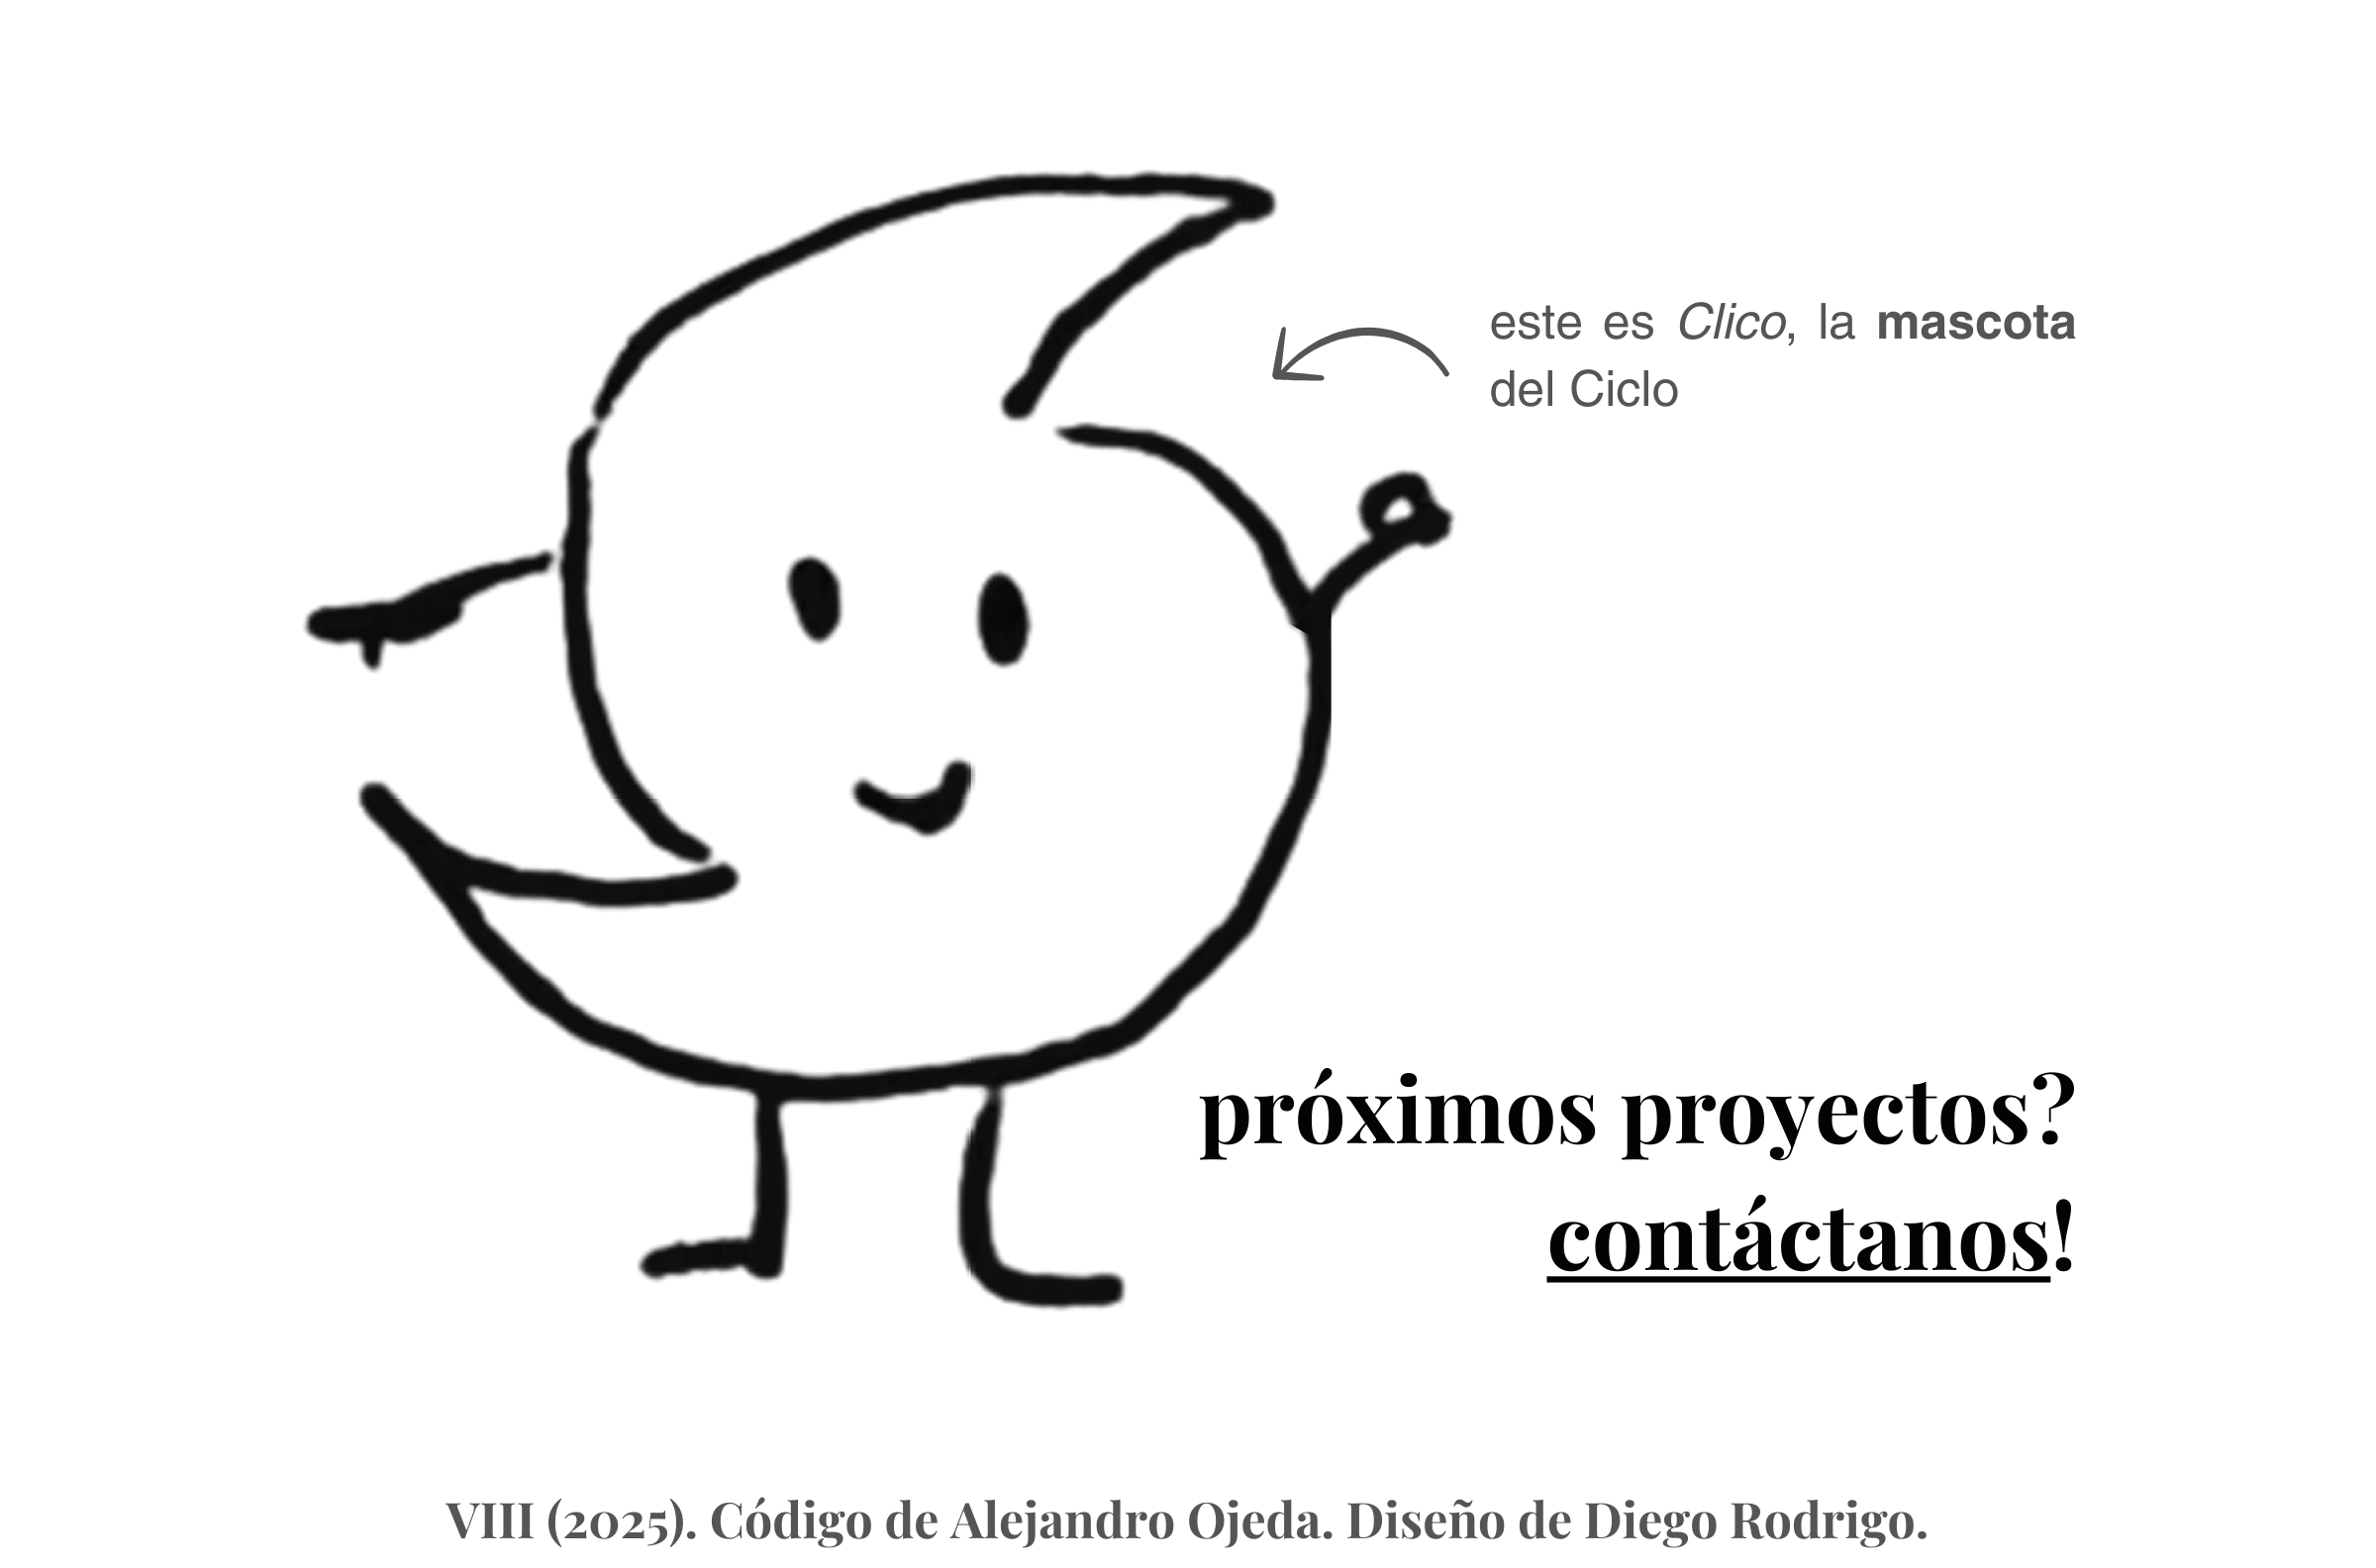 este es Clico, la mascota
del Ciclo
próximos proyectos?
contáctanos!
VIII (2025). Código de Alejandro Ojeda. Diseño de Diego Rodrigo.